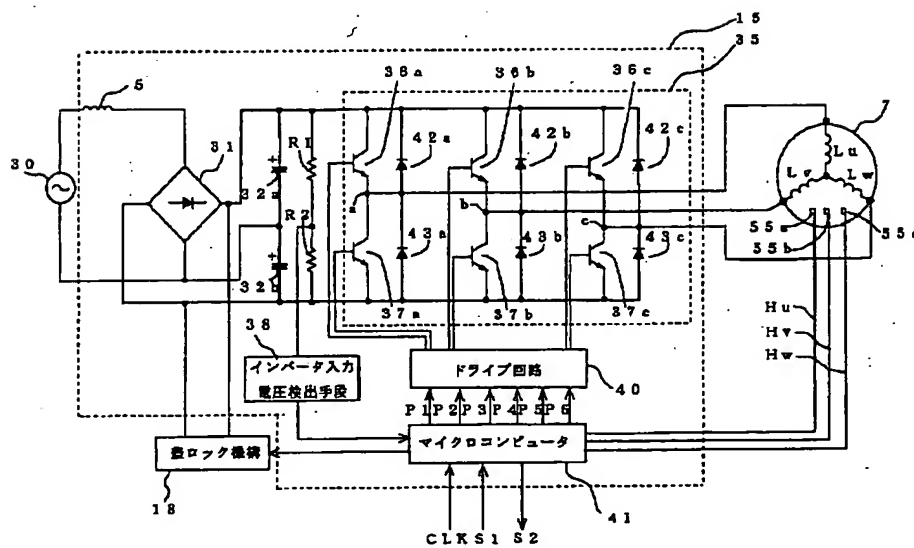 15
35
5
36a
36b
36c
7
30
31
R1
42a
42b
42c
Lu
32a
Lv
Lw
a
b
c
R2
55a
55b
55c
43a
43b
43c
32b
37a
37b
37c
Hu
Hv
Hw
38
インバータ入力
電圧検出手段
ドライブ回路
40
P1 P2 P3 P4 P5 P6
マイクロコンピュータ
蓋ロック機構
18
41
CLK S1 S2